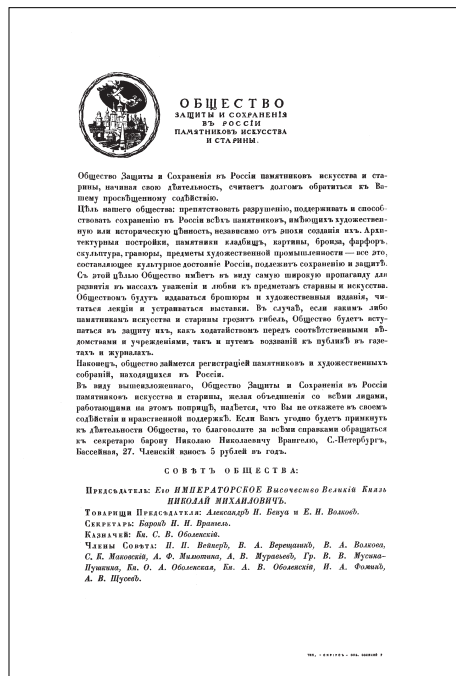 ОБЩЕСТВО
ЗАЩИТЫ И СОХРАНЕНІЯ
ВЪ РОССІИ
ПАМЯТНИКОВЪ ИСКУССТВА
И СТАРИНЫ.
Общество Защиты и Сохраненія въ Россіи памятниковъ искусства и ста-
рины, начиная свою дѣятельность, считаетъ долгомъ обратиться къ Ва-
шему просвѣщенному содѣйствію.
Цѣль нашего общества: препятствовать разрушенію, поддерживать и способ-
ствовать сохраненію въ Россіи всѣхъ памятниковъ, имѣющихъ художествен-
ную или историческую цѣнность, независимо отъ эпохи созданія ихъ. Архи-
тектурныя постройки, памятники кладбищъ, картины, бронза, фарфоръ,
скульптура, гравюры, предметы художественной промышленности — все это,
составляющее культурное достояніе Россіи, подлежитъ сохраненію и защитѣ.
Съ этой цѣлью Общество имѣетъ въ виду самую широкую пропаганду для
развитія въ массахъ уваженія и любви къ предметамъ старины и искусства.
Обществомъ будутъ издаваться брошюры и художественныя изданія, чи-
таться лекціи и устраиваться выставки. Въ случаѣ, если какимъ либо
памятникамъ искусства и старины грозитъ гибель, Общество будетъ всту-
паться въ защиту ихъ, какъ ходатайствомъ передъ соотвѣтственными вѣ-
домствами и учрежденіями, такъ и путемъ воззваній къ публикѣ въ газе-
тахъ и журналахъ.
Наконецъ, общество займется регистраціей памятниковъ и художественныхъ
собраній, находящихся въ Россіи.
Въ виду вышеизложеннаго, Общество Защиты и Сохраненія въ Россіи
памятниковъ искусства и старины, желая объединенія со всѣми лицами,
работающими на этомъ поприщѣ, надѣется, что Вы не откажете въ своемъ
содѣйствіи и нравственной поддержкѣ. Если Вамъ угодно будетъ примкнуть
къ дѣятельности Общества, то благоволите за всѣми справками обращаться
къ секретарю барону Николаю Николаевичу Врангелю, С.-Петербургъ,
Бассейная, 27. Членскій взносъ 5 рублей въ годъ.
СОВѢТЪ ОБЩЕСТВА:
Предсѣдатель: Его ИМПЕРАТОРСКОЕ Высочество Великій Князь
НИКОЛАЙ МИХАИЛОВИЧЪ.
Товарищи Предсѣдателя: Александръ Н. Бенуа и Е. Н. Волковъ.
Секретарь: Баронъ Н. Н. Врангель.
Казначей: Кн. С. В. Оболенскій.
Члены Совѣта: П. П. Вейнеръ, В. А. Верещагинъ, В. А. Волкова,
С. К. Маковскій, А. Ф. Милютина, А. В. Муравьевъ, Гр. В. В. Мусина-
Пушкина, Кн. О. А. Оболенская, Кн. А. В. Оболенскій, И. А. Фоминъ,
А. В. Щусевъ.